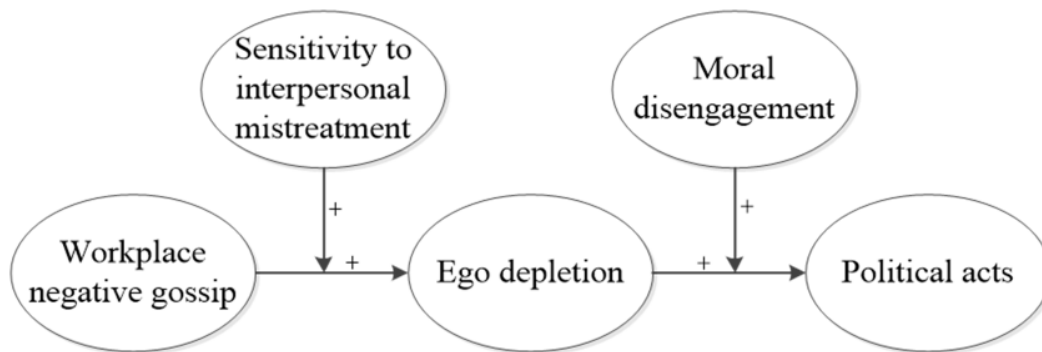 Sensitivity to
interpersonal
mistreatment
Moral
disengagement
+
+
Workplace
negative gossip
+
Ego depletion
+
Political acts